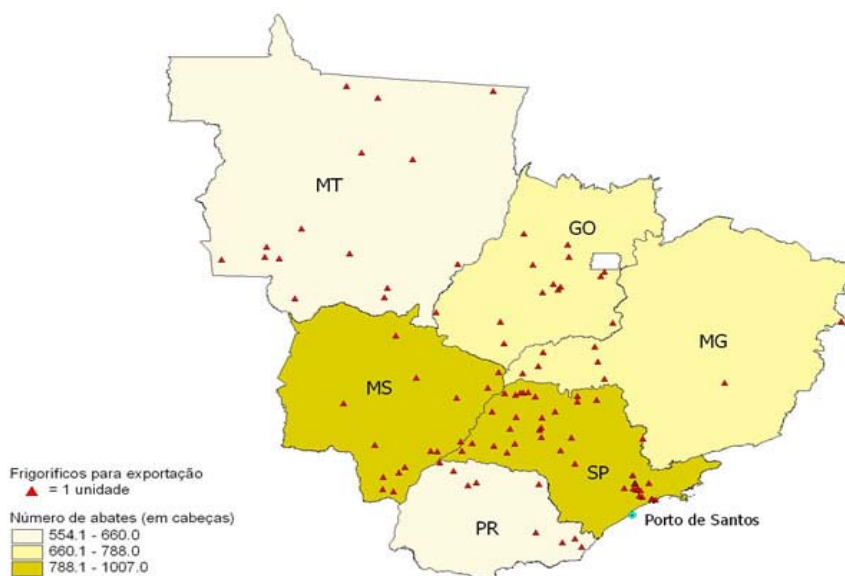 MT
GO
MG
MS
SP
PR
Porto de Santos
Frigoríficos para exportação
= 1 unidade
Número de abates (em cabeças)
554.1 - 660.0
660.1 - 788.0
788.1 - 1007.0